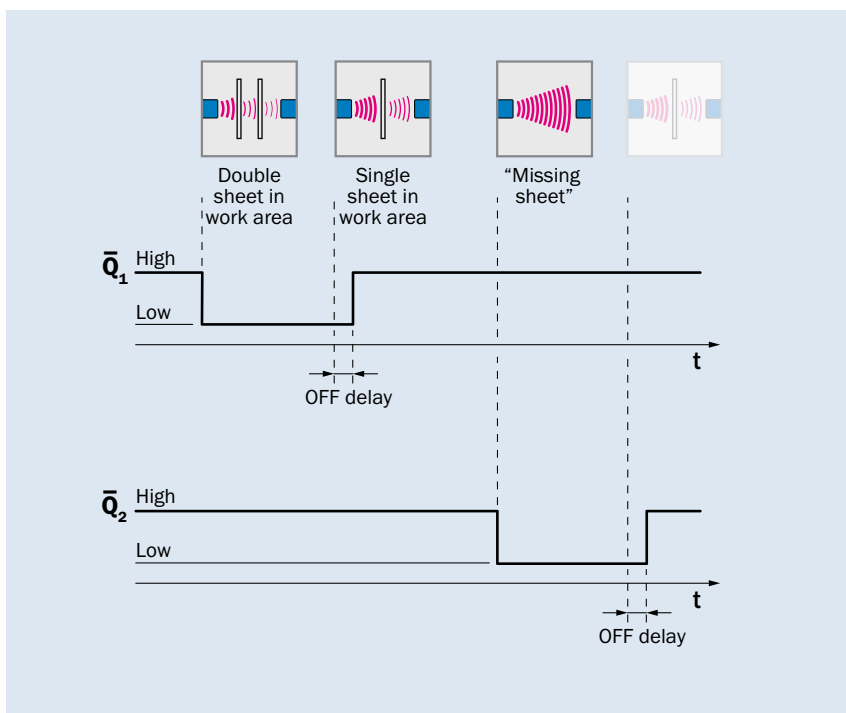 Double
sheet in
work area
Single
sheet in
work area
“Missing
sheet”
Q̅₁
High
Low
t
OFF delay
Q̅₂
High
Low
t
OFF delay